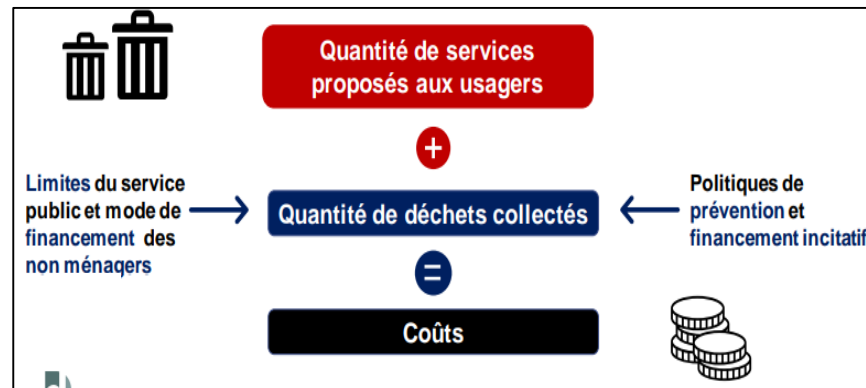 Quantité de services
proposés aux usagers
+
Limites du service
public et mode de
financement des
non ménagers
Quantité de déchets collectés
Politiques de
prévention et
financement incitatif
=
Coûts